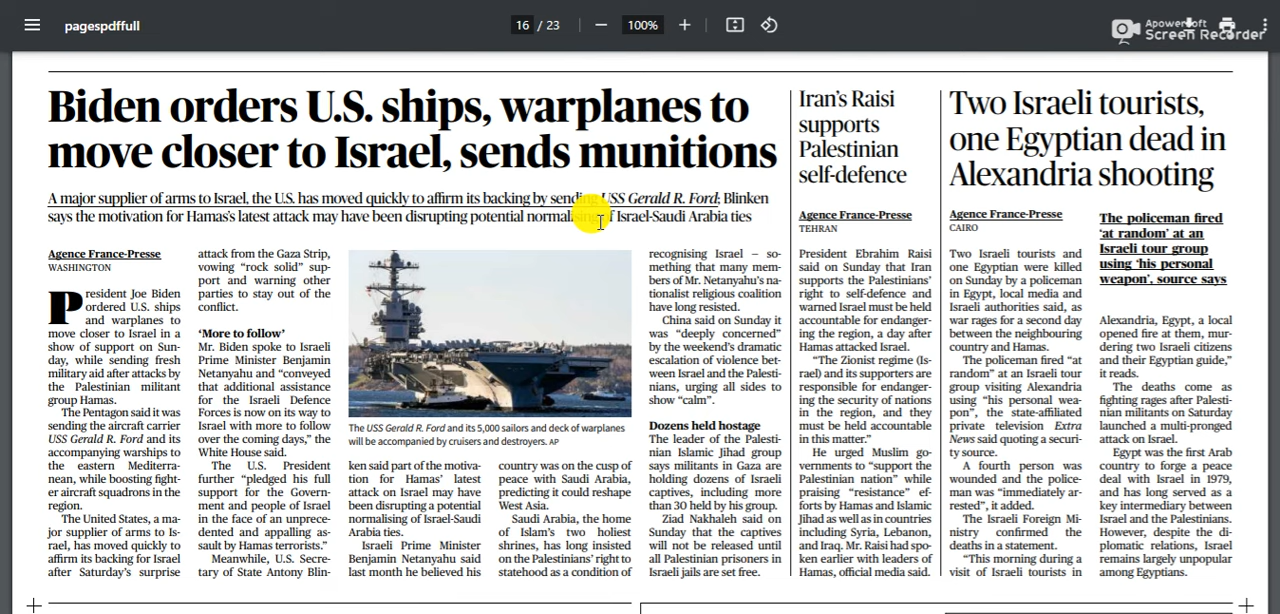 pagespdffull
16 / 23
100%
Apowersoft
Screen Recorder
Biden orders U.S. ships, warplanes to
move closer to Israel, sends munitions
A major supplier of arms to Israel, the U.S. has moved quickly to affirm its backing by sending USS Gerald R. Ford; Blinken
says the motivation for Hamas's latest attack may have been disrupting potential normalising of Israel-Saudi Arabia ties
Agence France-Presse
WASHINGTON
President Joe Biden
ordered U.S. ships
and warplanes to
move closer to Israel in a
show of support on Sun-
day, while sending fresh
military aid after attacks by
the Palestinian militant
group Hamas.
The Pentagon said it was
sending the aircraft carrier
USS Gerald R. Ford and its
accompanying warships to
the eastern Mediterra-
nean, while boosting fight-
er aircraft squadrons in the
region.
The United States, a ma-
jor supplier of arms to Is-
rael, has moved quickly to
affirm its backing for Israel
after Saturday's surprise
attack from the Gaza Strip,
vowing “rock solid” sup-
port and warning other
parties to stay out of the
conflict.
‘More to follow’
Mr. Biden spoke to Israeli
Prime Minister Benjamin
Netanyahu and “conveyed
that additional assistance
for the Israeli Defence
Forces is now on its way to
Israel with more to follow
over the coming days,” the
White House said.
The U.S. President
further “pledged his full
support for the Govern-
ment and people of Israel
in the face of an unprece-
dented and appalling as-
sault by Hamas terrorists.”
Meanwhile, U.S. Secre-
tary of State Antony Blin-
The USS Gerald R. Ford and its 5,000 sailors and deck of warplanes
will be accompanied by cruisers and destroyers. AP
ken said part of the motiva-
tion for Hamas’ latest
attack on Israel may have
been disrupting a potential
normalising of Israel-Saudi
Arabia ties.
Israeli Prime Minister
Benjamin Netanyahu said
last month he believed his
country was on the cusp of
peace with Saudi Arabia,
predicting it could reshape
West Asia.
Saudi Arabia, the home
of Islam's two holiest
shrines, has long insisted
on the Palestinians’ right to
statehood as a condition of
recognising Israel – so-
mething that many mem-
bers of Mr. Netanyahu's na-
tionalist religious coalition
have long resisted.
China said on Sunday it
was “deeply concerned”
by the weekend's dramatic
escalation of violence bet-
ween Israel and the Palesti-
nians, urging all sides to
show “calm”.
Dozens held hostage
The leader of the Palesti-
nian Islamic Jihad group
says militants in Gaza are
holding dozens of Israeli
captives, including more
than 30 held by his group.
Ziad Nakhaleh said on
Sunday that the captives
will not be released until
all Palestinian prisoners in
Israeli jails are set free.
Iran's Raisi
supports
Palestinian
self-defence
Agence France-Presse
TEHRAN
President Ebrahim Raisi
said on Sunday that Iran
supports the Palestinians’
right to self-defence and
warned Israel must be held
accountable for endanger-
ing the region, a day after
Hamas attacked Israel.
“The Zionist regime (Is-
rael) and its supporters are
responsible for endanger-
ing the security of nations
in the region, and they
must be held accountable
in this matter.”
He urged Muslim go-
vernments to “support the
Palestinian nation” while
praising “resistance” ef-
forts by Hamas and Islamic
Jihad as well as in countries
including Syria, Lebanon,
and Iraq. Mr. Raisi had spo-
ken earlier with leaders of
Hamas, official media said.
Two Israeli tourists,
one Egyptian dead in
Alexandria shooting
Agence France-Presse
CAIRO
Two Israeli tourists and
one Egyptian were killed
on Sunday by a policeman
in Egypt, local media and
Israeli authorities said, as
war rages for a second day
between the neighbouring
country and Hamas.
The policeman fired “at
random” at an Israeli tour
group visiting Alexandria
using “his personal wea-
pon”, the state-affiliated
private television Extra
News said quoting a securi-
ty source.
A fourth person was
wounded and the police-
man was “immediately ar-
rested”, it added.
The Israeli Foreign Mi-
nistry confirmed the
deaths in a statement.
“This morning during a
visit of Israeli tourists in
The policeman fired
‘at random’ at an
Israeli tour group
using ‘his personal
weapon’, source says
Alexandria, Egypt, a local
opened fire at them, mur-
dering two Israeli citizens
and their Egyptian guide,”
it reads.
The deaths come as
fighting rages after Palesti-
nian militants on Saturday
launched a multi-pronged
attack on Israel.
Egypt was the first Arab
country to forge a peace
deal with Israel in 1979,
and has long served as a
key intermediary between
Israel and the Palestinians.
However, despite the di-
plomatic relations, Israel
remains largely unpopular
among Egyptians.